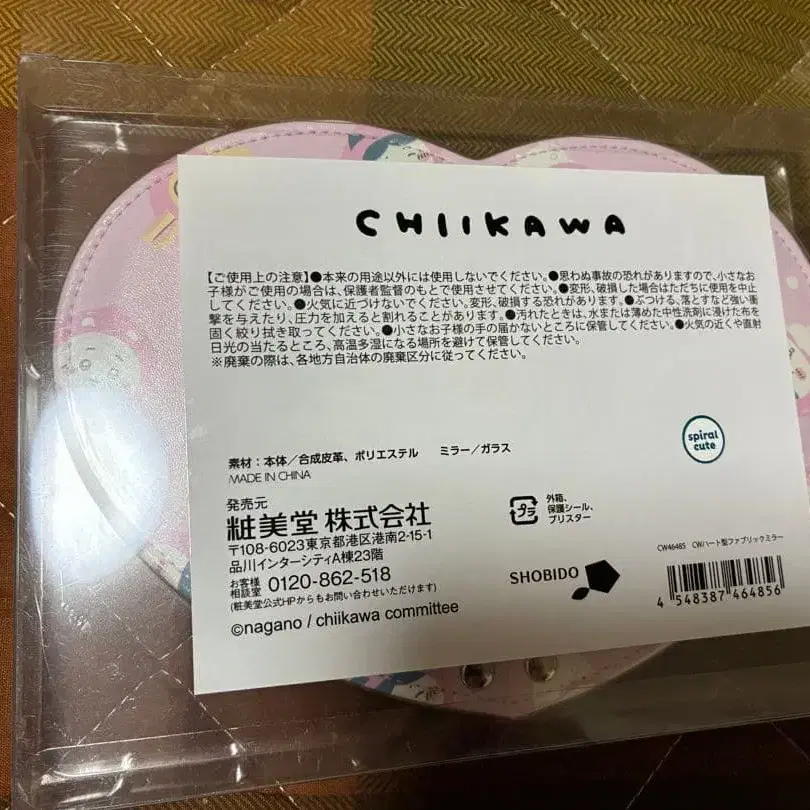 CHIIKAWA
【ご使用上の注意】●本来の用途以外には使用しないでください。●思わぬ事故の恐れがありますので、小さなお
子様がご使用の場合は、保護者監督のもとで使用させてください。●変形、破損した場合はただちに使用を中止
してください。●火気に近づけないでください。変形、破損する恐れがあります。●ぶつける、落とすなど強い衝
撃を与えたり、圧力を加えると割れることがあります。●汚れたときは、水または薄めた中性洗剤に浸けた布を
固く絞り拭き取ってください。●小さなお子様の手の届かないところに保管してください。●火気の近くや直射
日光の当たるところ、高温多湿になる場所を避けて保管してください。
※廃棄の際は、各地方自治体の廃棄区分に従ってください。
spiral
cute
素材：本体／合成皮革、ポリエステル ミラー／ガラス
MADE IN CHINA
発売元
粧美堂 株式会社
〒108-6023東京都港区港南2-15-1
品川インターシティA棟23階
お客様
相談室 0120-862-518
(粧美堂公式HPからもお問い合わせいただけます)
©nagano / chiikawa committee
プラ
外箱、
保護シール、
ブリスター
SHOBIDO
CW46485 CWハート型ファブリックミラー
4 548387 464856